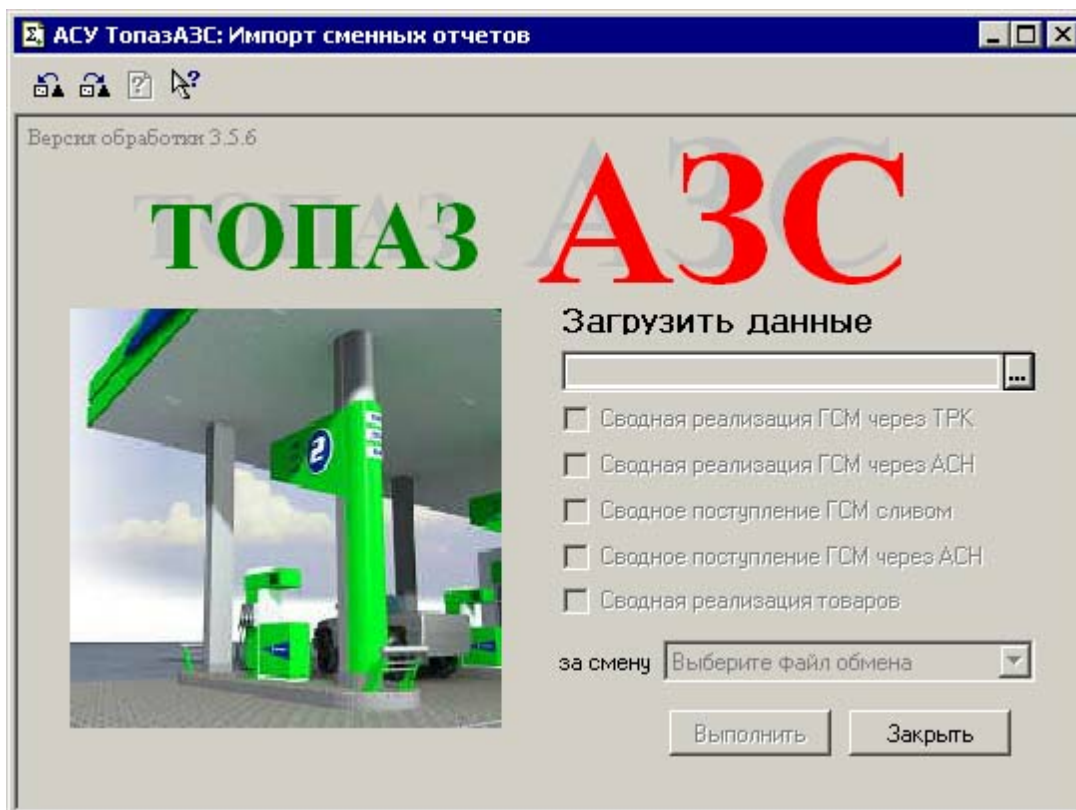 АСУ ТопазАЗС: Импорт сменных отчетов
Версия обработки 3.5.6
ТОПАЗ АЗС
Загрузить данные
...
Сводная реализация ГСМ через ТРК
Сводная реализация ГСМ через АСН
Сводное поступление ГСМ сливом
Сводное поступление ГСМ через АСН
Сводная реализация товаров
за смену Выберите файл обмена
Выполнить Закрыть
2